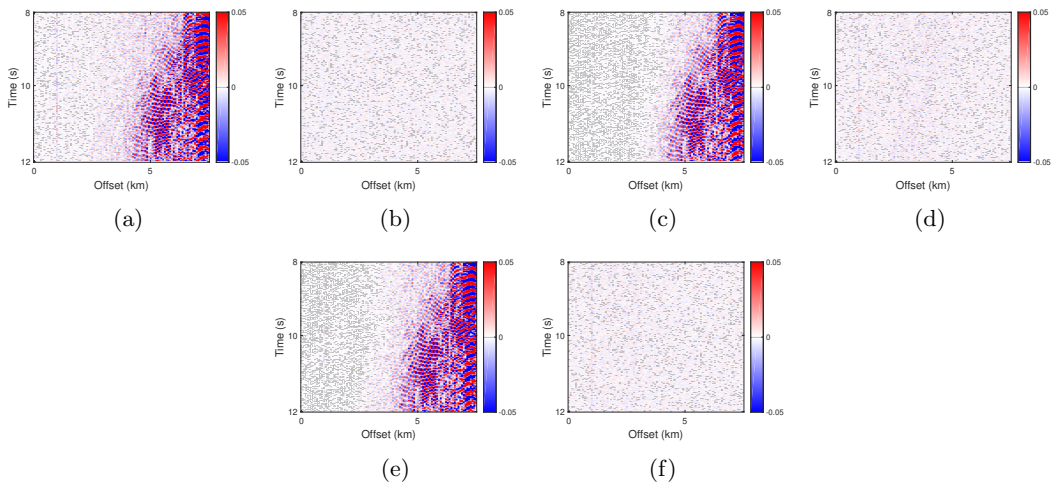 8 0.05 8 0.05 8 0.05 8 0.05
Time (s) 10 0 10 0 Time (s) 10 0 10 0
12 -0.05 12 -0.05 12 -0.05 12 -0.05
0 5 0 5 0 5 0 5
Offset (km) Offset (km) Offset (km) Offset (km)
(a) (b) (c) (d)
8 0.05 8 0.05
Time (s) 10 0 Time (s) 10 0
12 -0.05 12 -0.05
0 5 0 5
Offset (km) Offset (km)
(e) (f)